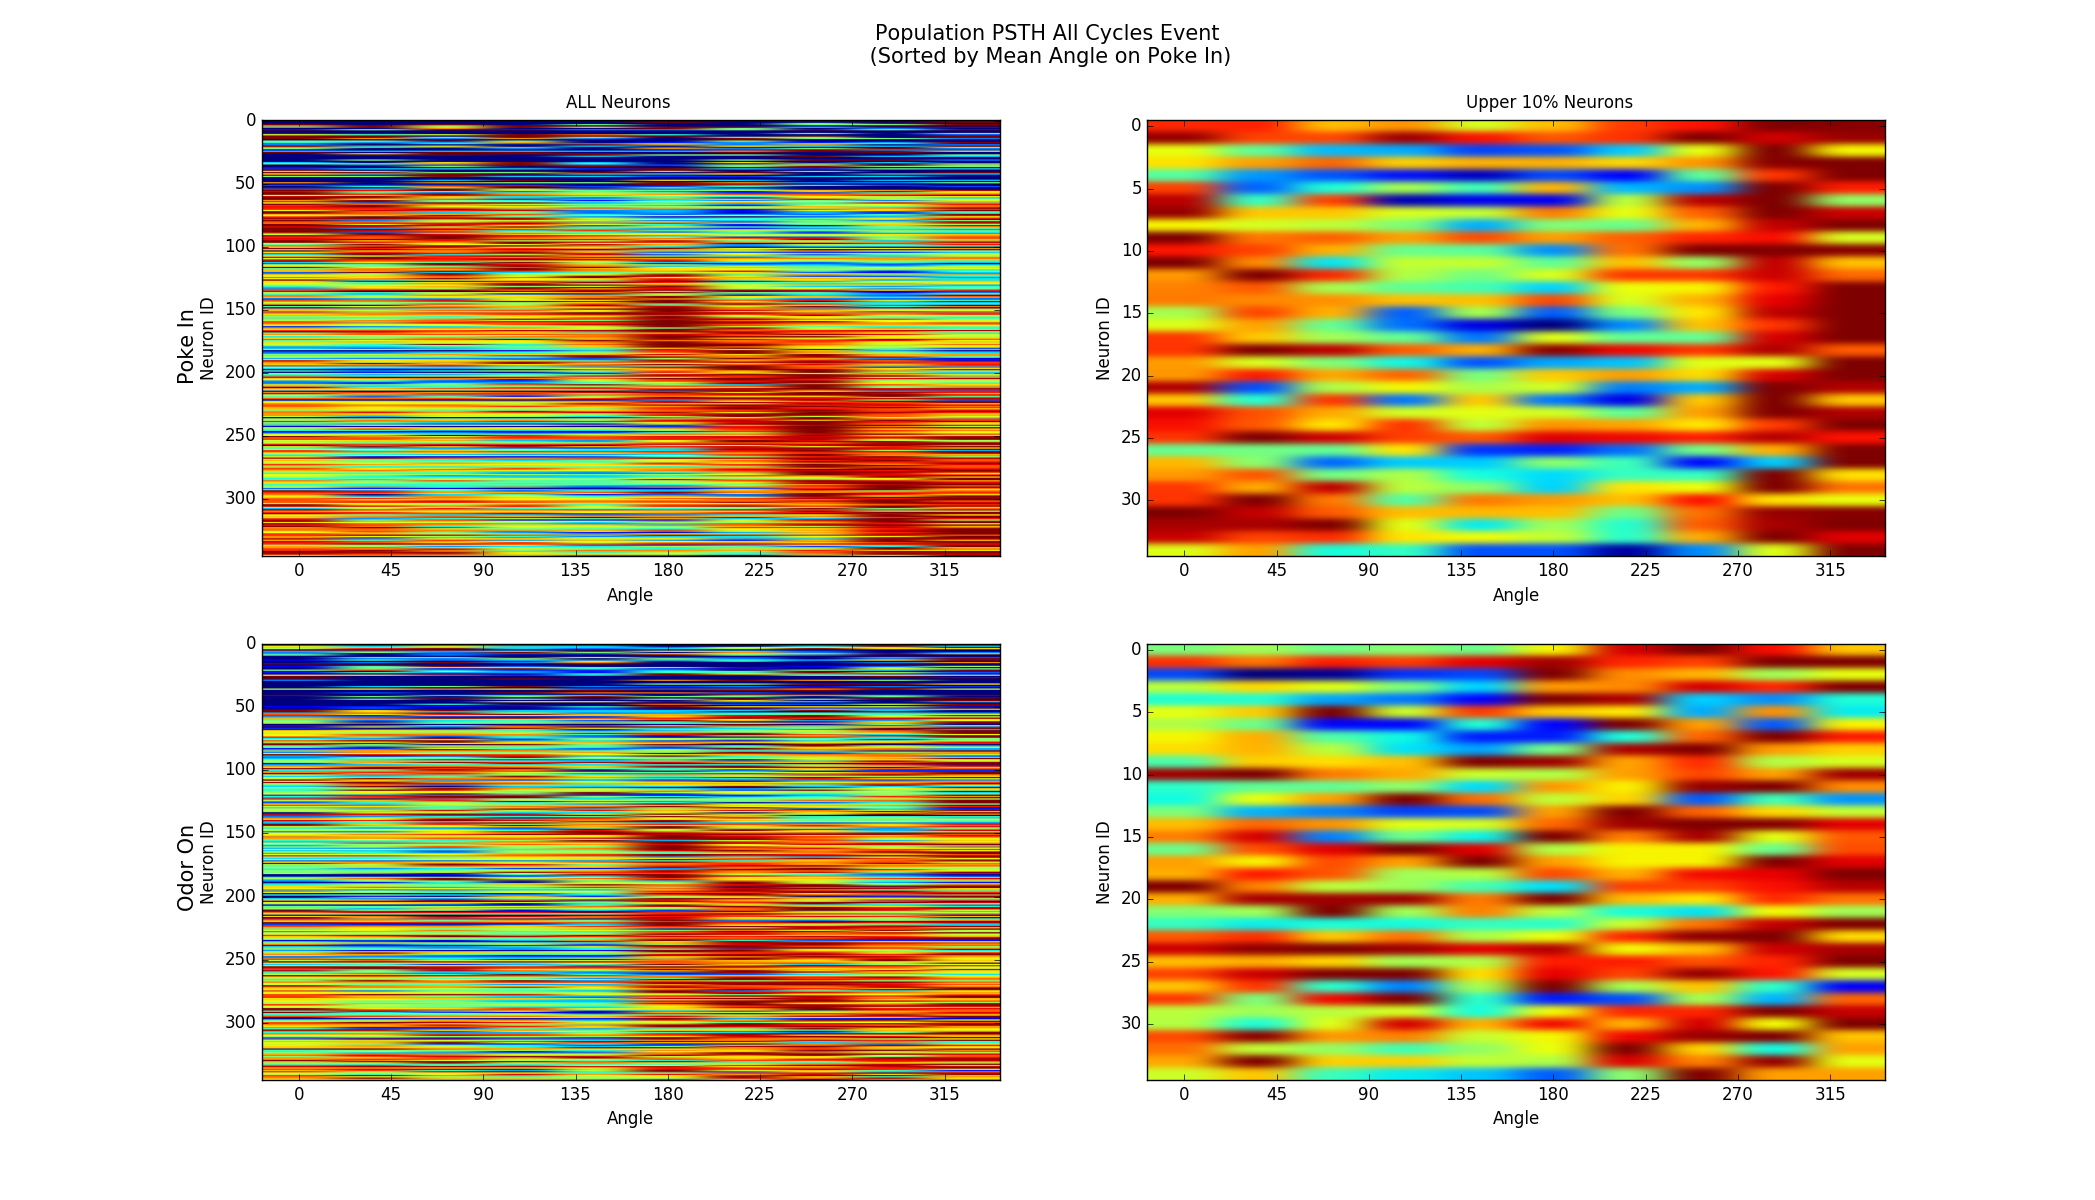 Population PSTH All Cycles Event
(Sorted by Mean Angle on Poke In)
ALL Neurons
Upper 10% Neurons
Poke In
Neuron ID
0
50
100
150
200
250
300
0 45 90 135 180 225 270 315
Angle
Neuron ID
0
5
10
15
20
25
30
0 45 90 135 180 225 270 315
Angle
Odor On
Neuron ID
0
50
100
150
200
250
300
0 45 90 135 180 225 270 315
Angle
Neuron ID
0
5
10
15
20
25
30
0 45 90 135 180 225 270 315
Angle